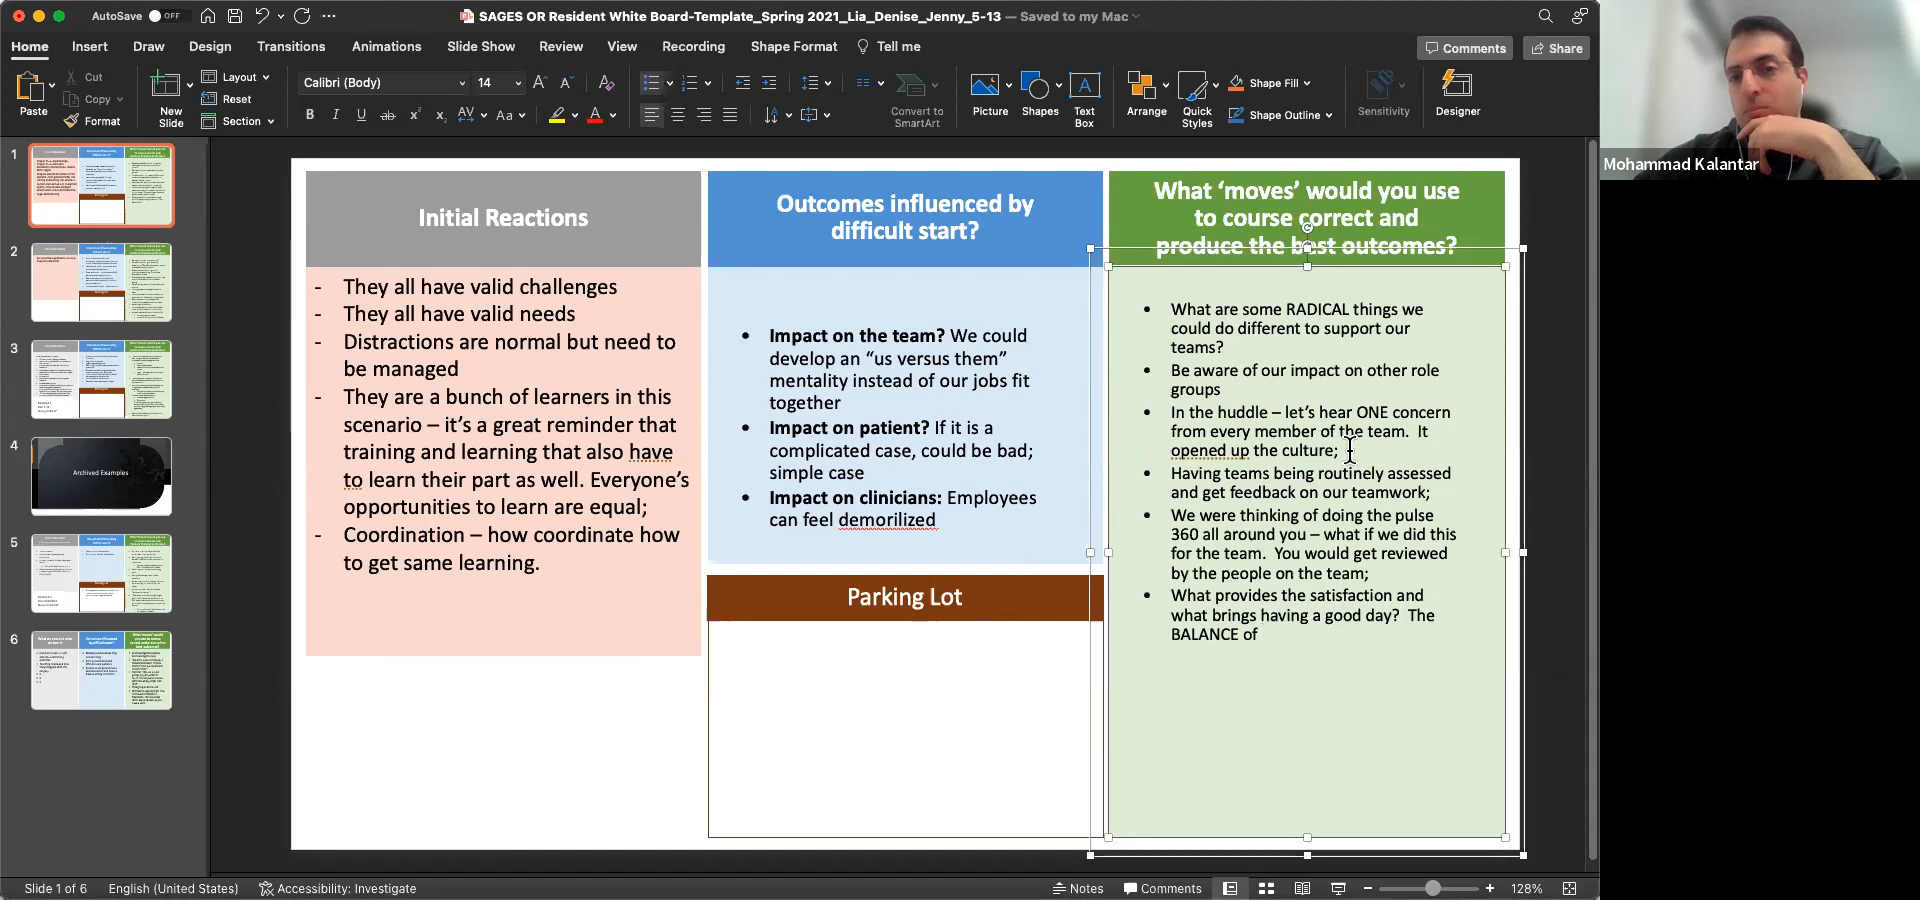 AutoSave OFF
SAGES OR Resident White Board-Template_Spring 2021_Lia_Denise_Jenny_5-13 — Saved to my Mac
Home Insert Draw Design Transitions Animations Slide Show Review View Recording Shape Format Tell me
Comments Share
Paste
Cut
Copy
Format
New
Slide
Layout
Reset
Section
Calibri (Body) 14
B I U ab x² x₂ AV Aa
Convert to
SmartArt
Picture
Shapes
Text
Box
Arrange
Quick
Styles
Shape Fill
Shape Outline
Sensitivity
Designer
1
2
3
4
Archived Examples
5
6
Initial Reactions
- They all have valid challenges
- They all have valid needs
- Distractions are normal but need to
be managed
- They are a bunch of learners in this
scenario – it’s a great reminder that
training and learning that also have
to learn their part as well. Everyone’s
opportunities to learn are equal;
- Coordination – how coordinate how
to get same learning.
Outcomes influenced by
difficult start?
• Impact on the team? We could
develop an “us versus them”
mentality instead of our jobs fit
together
• Impact on patient? If it is a
complicated case, could be bad;
simple case
• Impact on clinicians: Employees
can feel demorilized
Parking Lot
What ‘moves’ would you use
to course correct and
produce the best outcomes?
• What are some RADICAL things we
could do different to support our
teams?
• Be aware of our impact on other role
groups
• In the huddle – let’s hear ONE concern
from every member of the team. It
opened up the culture;
• Having teams being routinely assessed
and get feedback on our teamwork;
• We were thinking of doing the pulse
360 all around you – what if we did this
for the team. You would get reviewed
by the people on the team;
• What provides the satisfaction and
what brings having a good day? The
BALANCE of
Mohammad Kalantar
Slide 1 of 6 English (United States) Accessibility: Investigate Notes Comments 128%